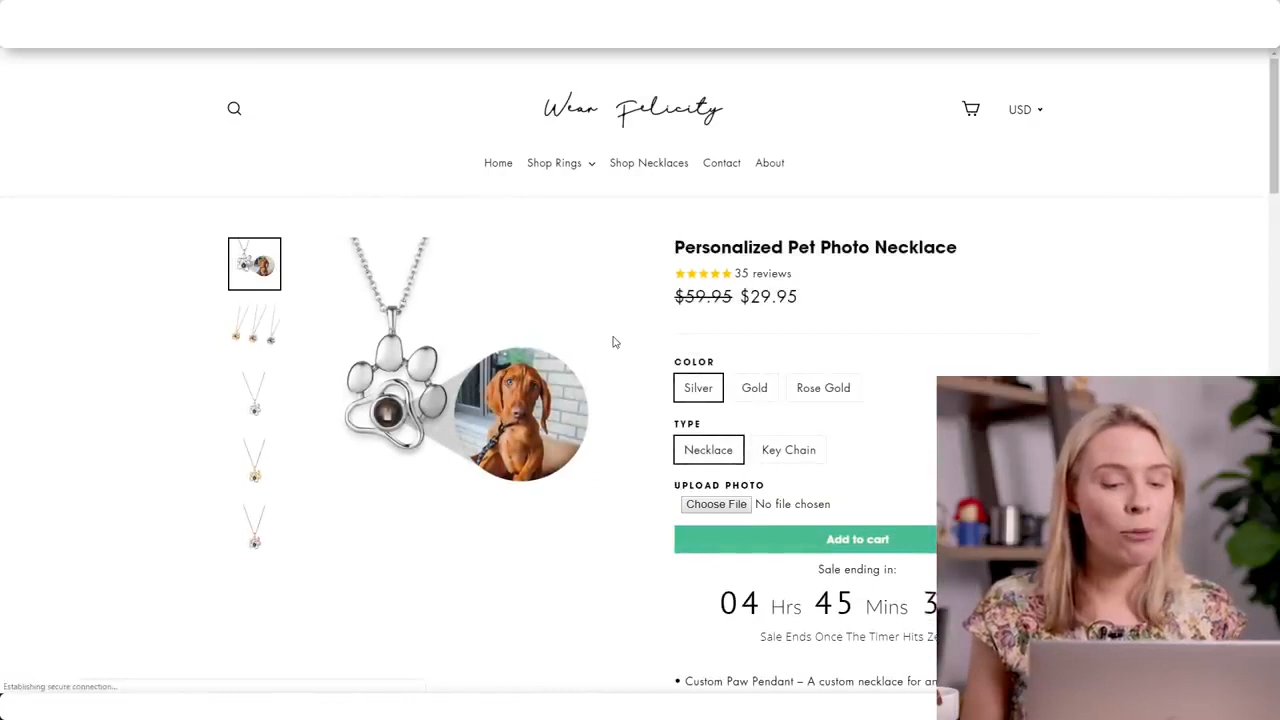 Wear Felicity
USD
Home Shop Rings Shop Necklaces Contact About
Personalized Pet Photo Necklace
35 reviews
$59.95 $29.95
COLOR
Silver Gold Rose Gold
TYPE
Necklace Key Chain
UPLOAD PHOTO
Choose File No file chosen
Add to cart
Sale ending in:
04 Hrs 45 Mins 3
Sale Ends Once The Timer Hits Ze
• Custom Paw Pendant – A custom necklace for an
Establishing secure connection...